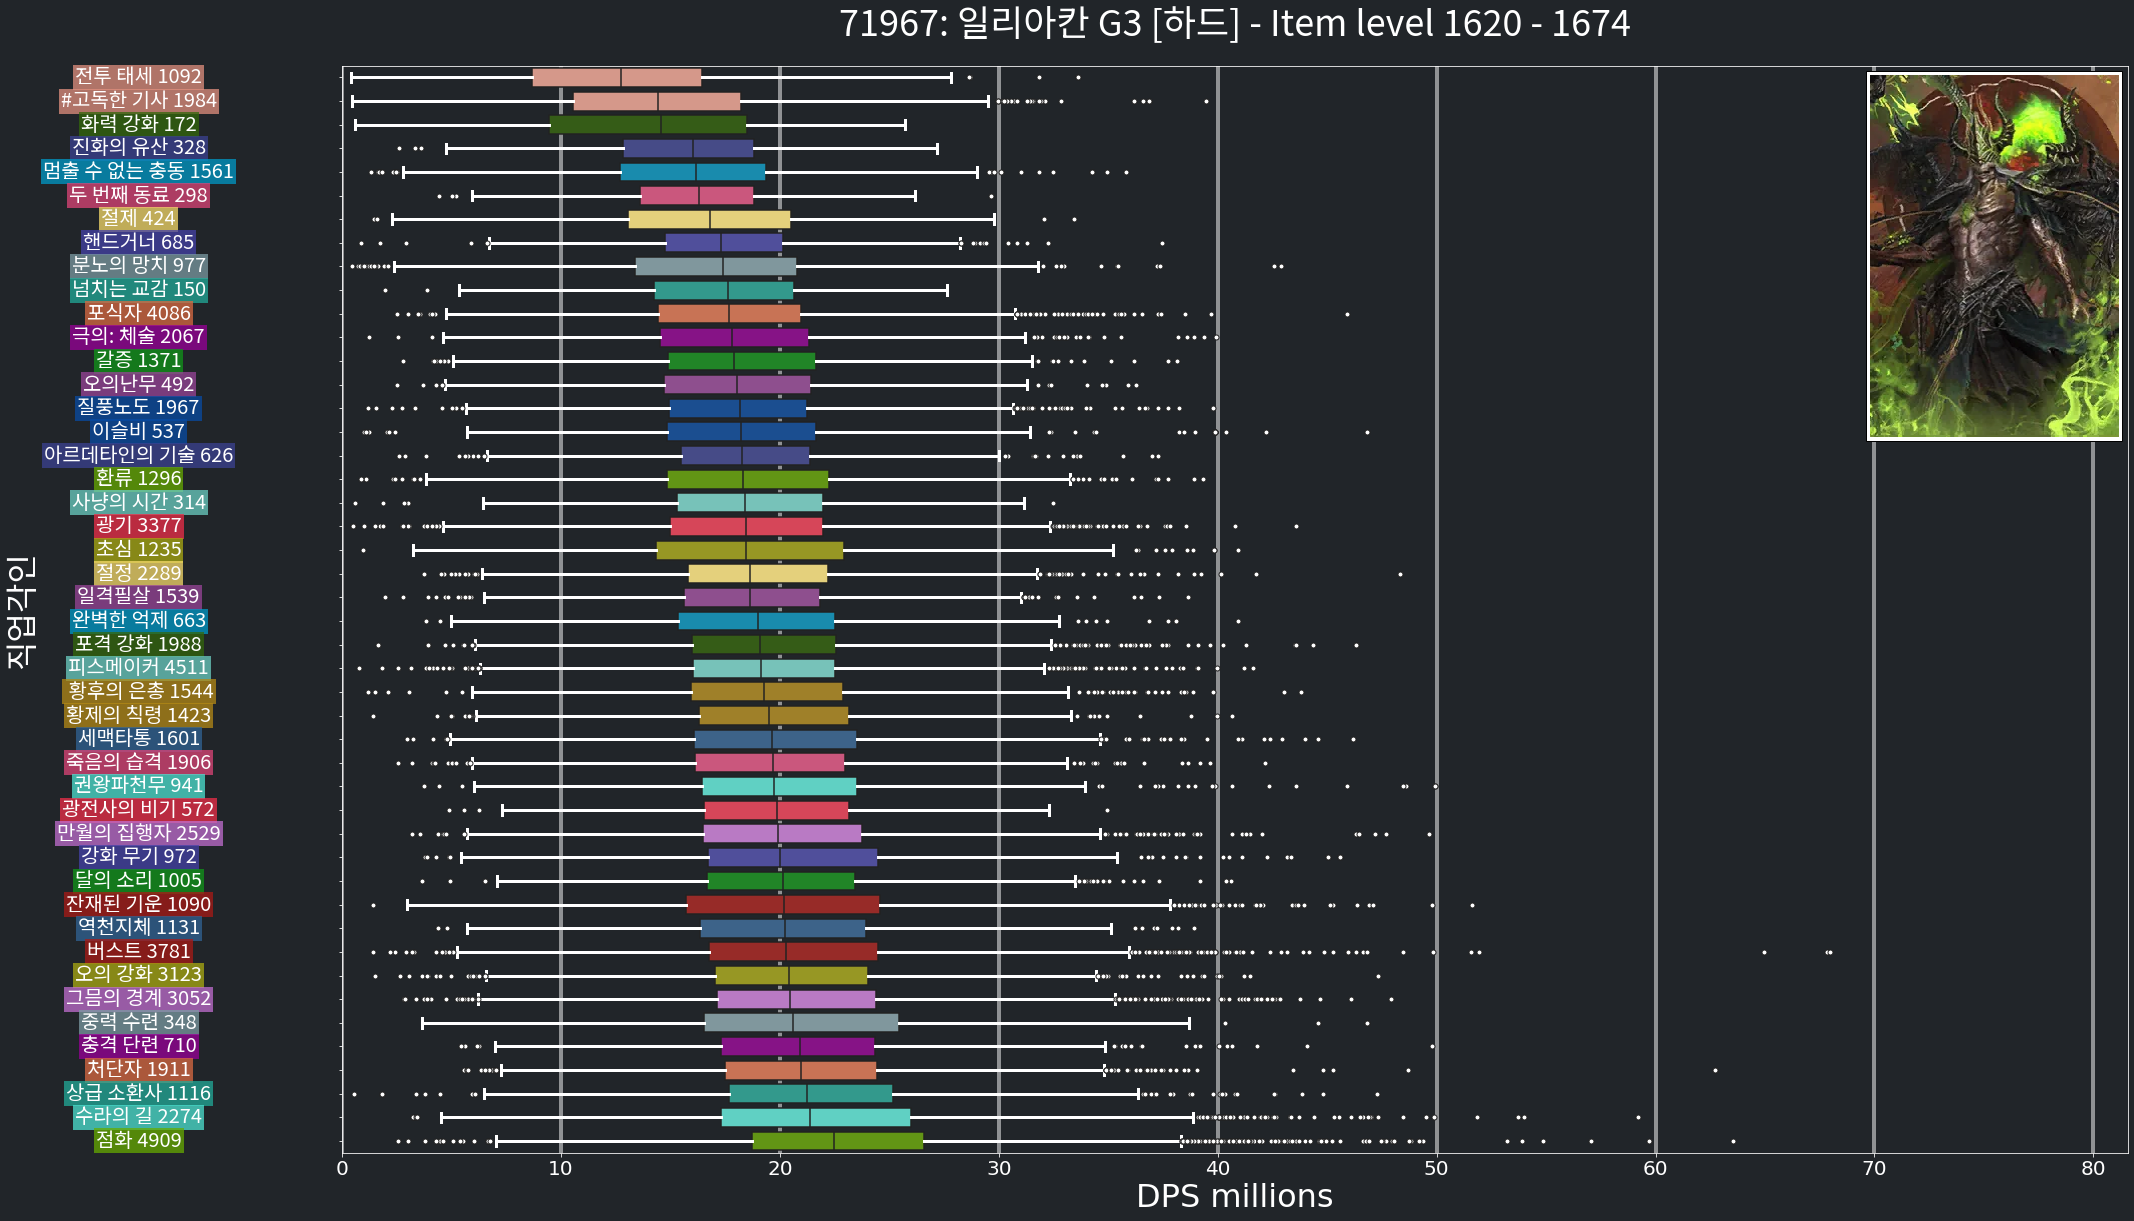 71967: 일리아칸 G3 [하드] - Item level 1620 - 1674
직업각인
전투 태세 1092
#고독한 기사 1984
화력 강화 172
진화의 유산 328
멈출 수 없는 충동 1561
두 번째 동료 298
절제 424
핸드거너 685
분노의 망치 977
넘치는 교감 150
포식자 4086
극의: 체술 2067
갈증 1371
오의난무 492
질풍노도 1967
이슬비 537
아르데타인의 기술 626
환류 1296
사냥의 시간 314
광기 3377
초심 1235
절정 2289
일격필살 1539
완벽한 억제 663
포격 강화 1988
피스메이커 4511
황후의 은총 1544
황제의 칙령 1423
세맥타통 1601
죽음의 습격 1906
권왕파천무 941
광전사의 비기 572
만월의 집행자 2529
강화 무기 972
달의 소리 1005
잔재된 기운 1090
역천지체 1131
버스트 3781
오의 강화 3123
그믐의 경계 3052
중력 수련 348
충격 단련 710
처단자 1911
상급 소환사 1116
수라의 길 2274
점화 4909
0 10 20 30 40 50 60 70 80
DPS millions